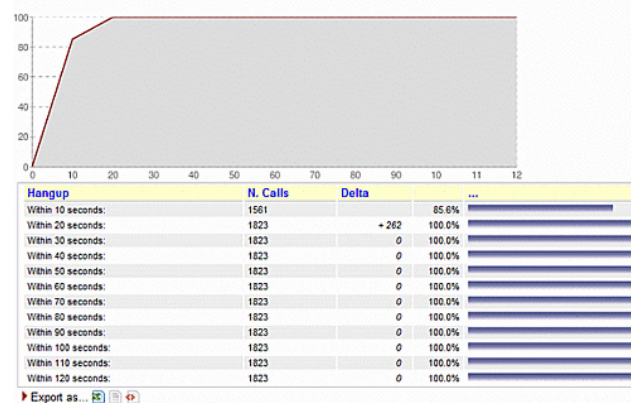 100
80
60
40
20
0
0 10 20 30 40 50 60 70 80 90 10 11 12
Hangup N. Calls Delta ...
Within 10 seconds: 1561 85.6%
Within 20 seconds: 1823 + 262 100.0%
Within 30 seconds: 1823 0 100.0%
Within 40 seconds: 1823 0 100.0%
Within 50 seconds: 1823 0 100.0%
Within 60 seconds: 1823 0 100.0%
Within 70 seconds: 1823 0 100.0%
Within 80 seconds: 1823 0 100.0%
Within 90 seconds: 1823 0 100.0%
Within 100 seconds: 1823 0 100.0%
Within 110 seconds: 1823 0 100.0%
Within 120 seconds: 1823 0 100.0%
Export as...